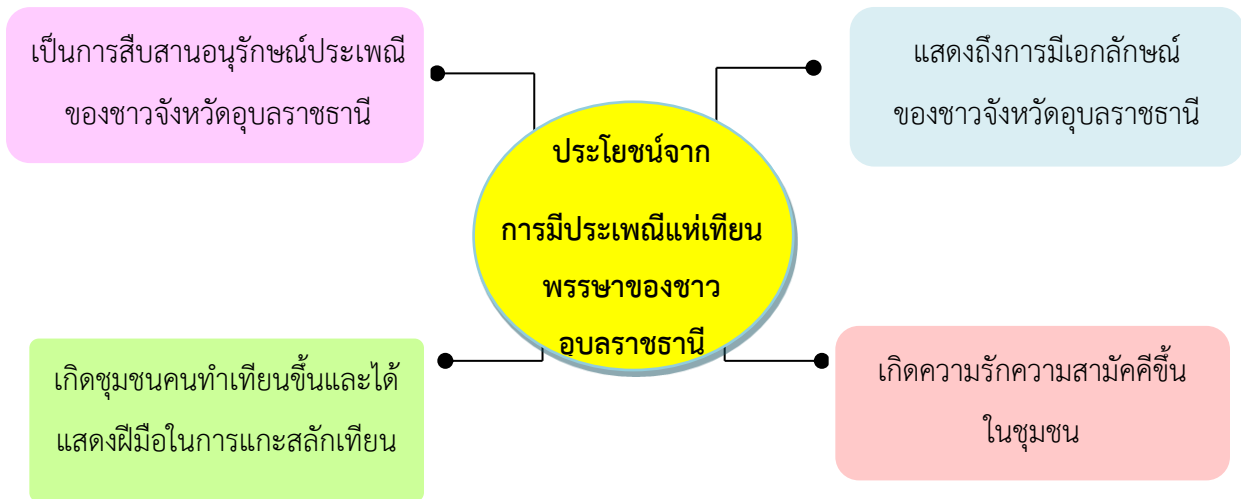 เป็นการสืบสานอนุรักษณ์ประเพณี
ของชาวจังหวัดอุบลราชธานี
แสดงถึงการมีเอกลักษณ์
ของชาวจังหวัดอุบลราชธานี
ประโยชน์จาก
การมีประเพณีแห่เทียน
พรรษาของชาว
อุบลราชธานี
เกิดชุมชนคนทำเทียนขึ้นและได้
แสดงฝีมือในการแกะสลักเทียน
เกิดความรักความสามัคคีขึ้น
ในชุมชน